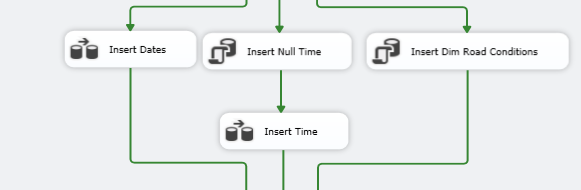 Insert Dates
Insert Null Time
Insert Dim Road Conditions
Insert Time